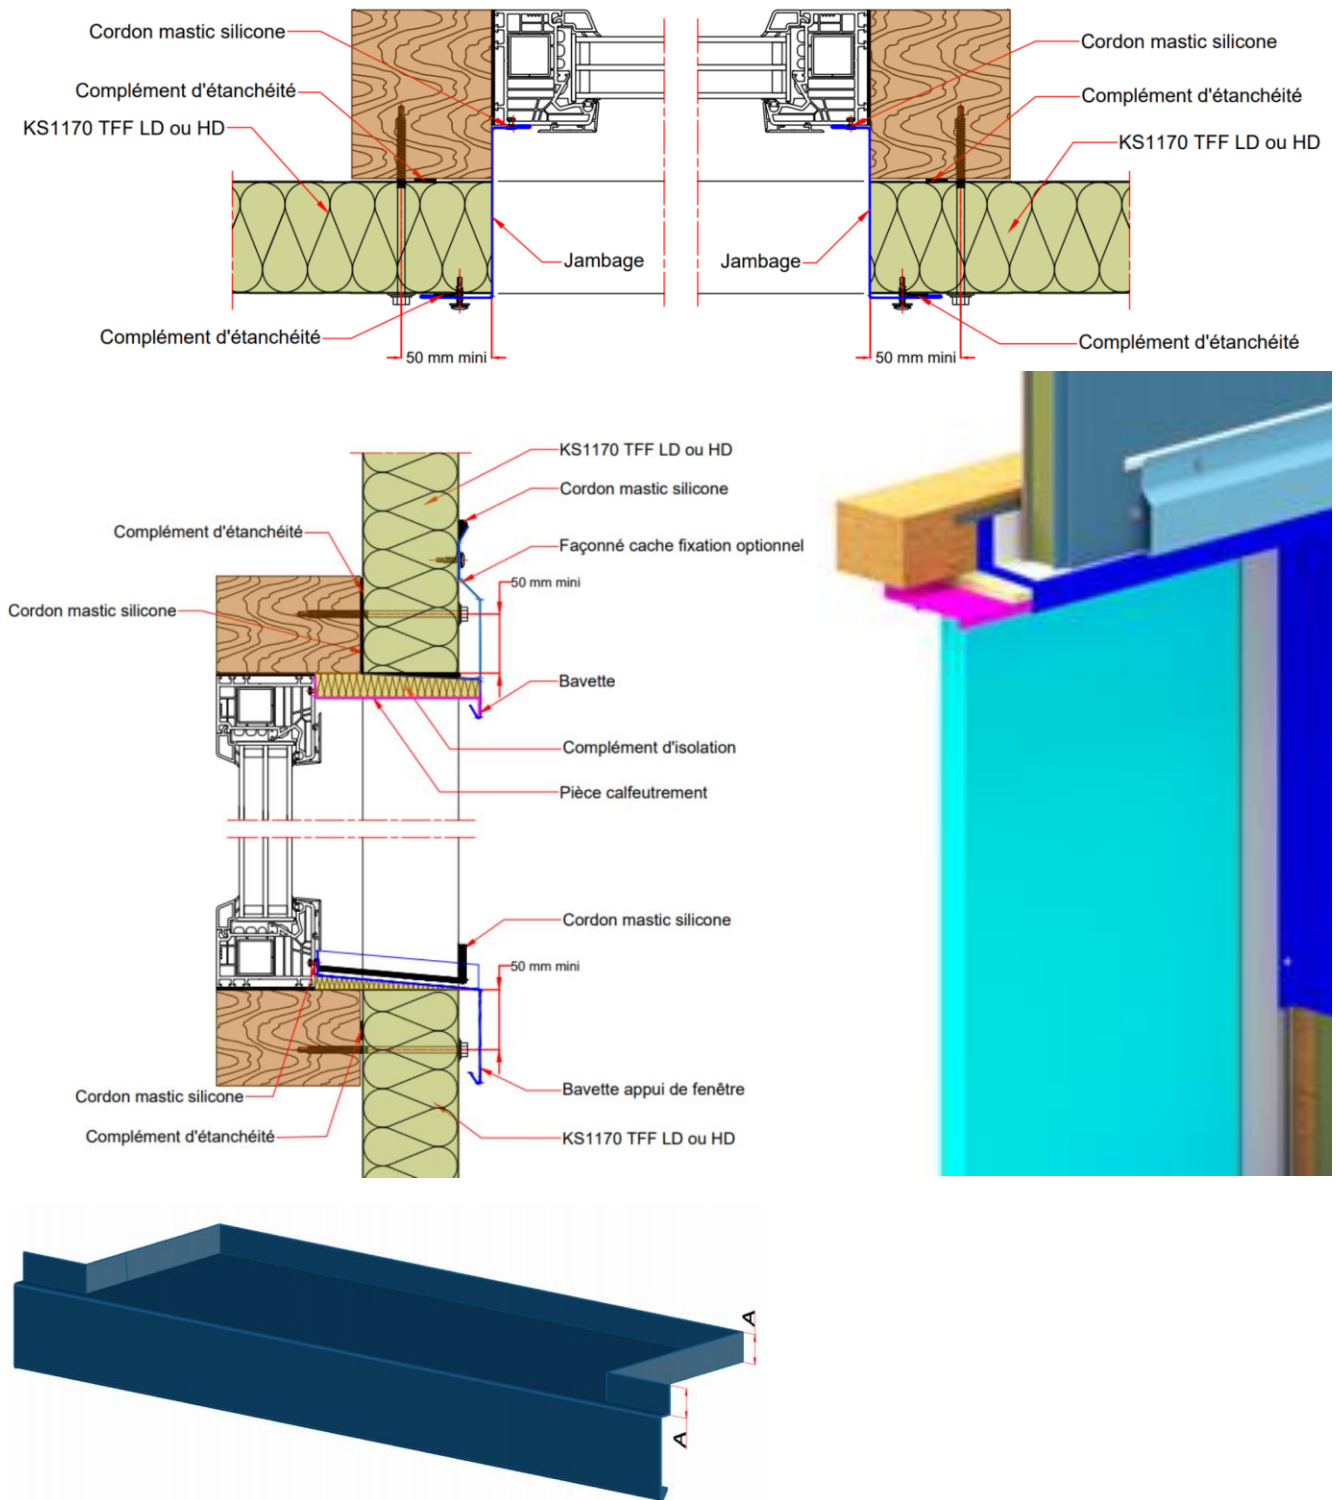 Cordon mastic silicone
Complément d'étanchéité
KS1170 TFF LD ou HD
Jambage
Complément d'étanchéité
50 mm mini
Cordon mastic silicone
Complément d'étanchéité
KS1170 TFF LD ou HD
Jambage
50 mm mini
Complément d'étanchéité
KS1170 TFF LD ou HD
Cordon mastic silicone
Complément d'étanchéité
Façonné cache fixation optionnel
50 mm mini
Cordon mastic silicone
Bavette
Complément d'isolation
Pièce calfeutrement
Cordon mastic silicone
50 mm mini
Bavette appui de fenêtre
Cordon mastic silicone
Complément d'étanchéité
KS1170 TFF LD ou HD
A
A